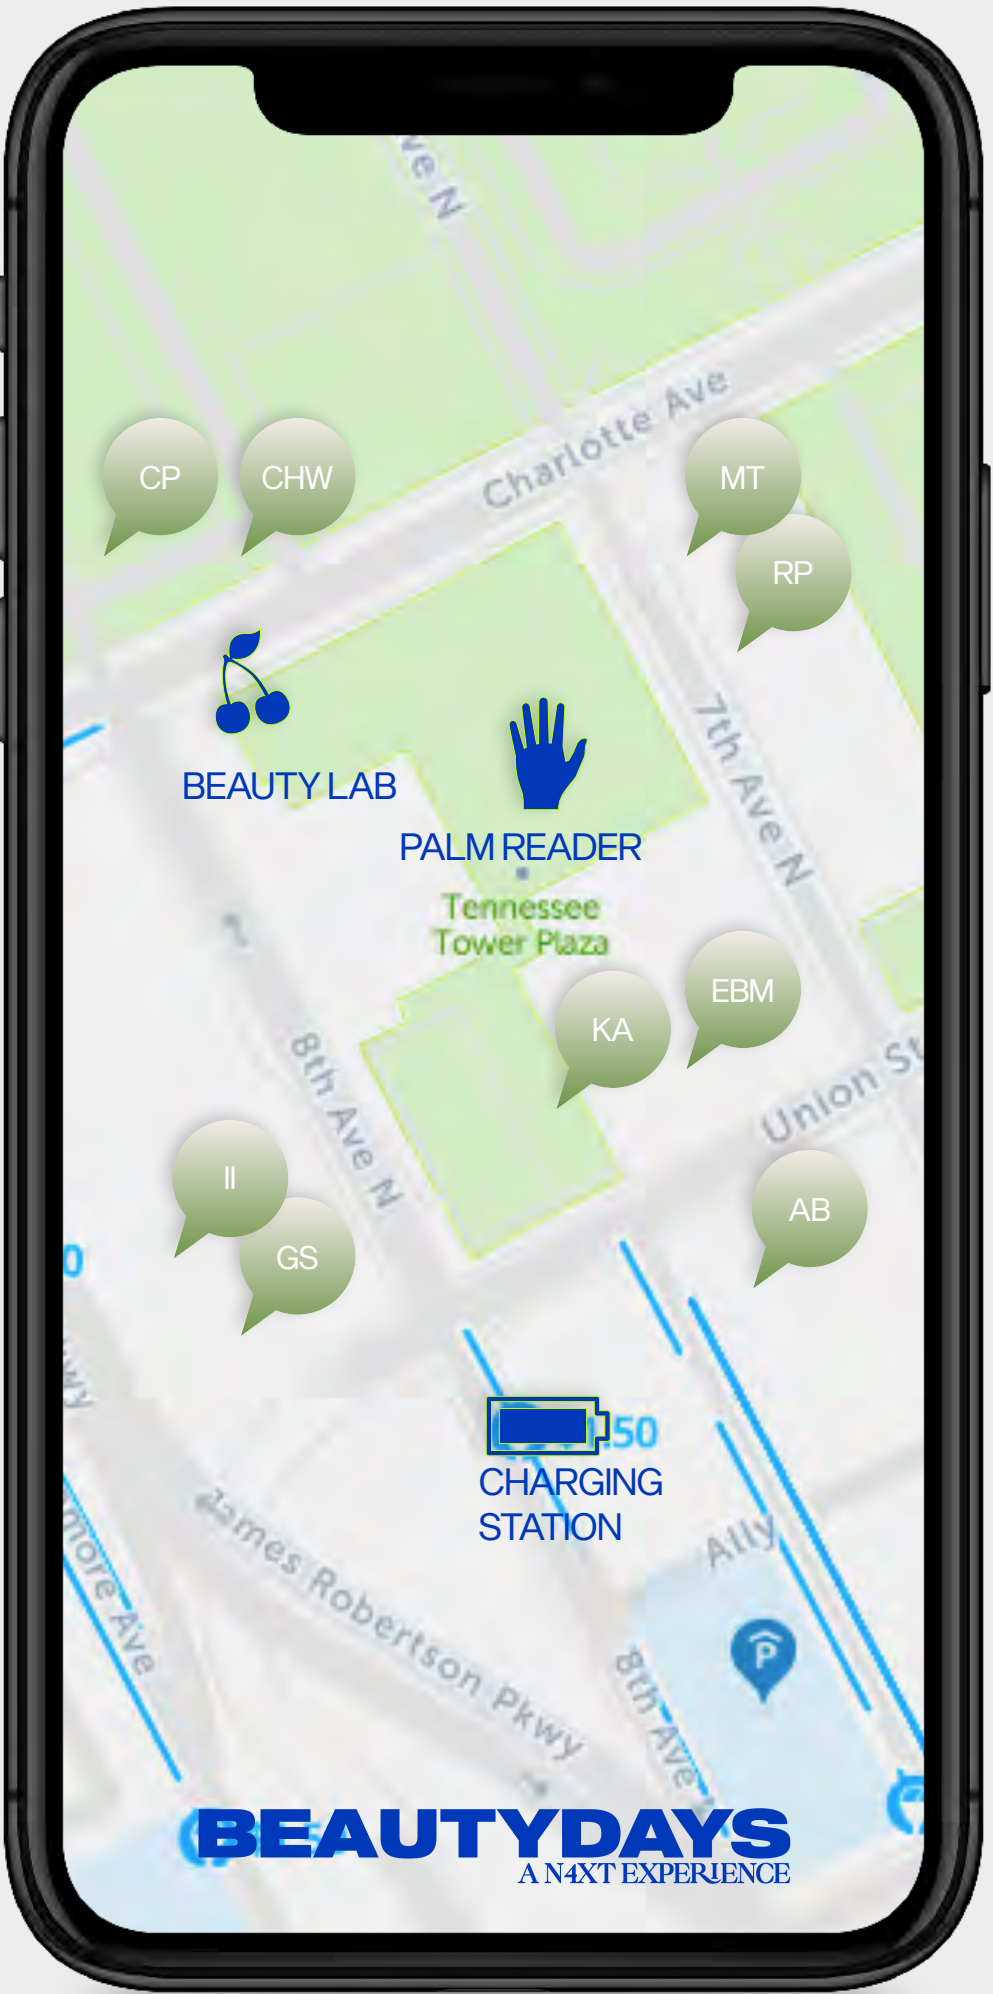 ve N
Charlotte Ave
CP
CHW
MT
RP
BEAUTY LAB
PALM READER
7th Ave N
Tennessee
Tower Plaza
KA
EBM
8th Ave N
Union St
II
GS
AB
0
wy
.50
CHARGING
STATION
more Ave
James Robertson Pkwy
Ally
P
8th Ave
BEAUTYDAYS
A N4XT EXPERIENCE